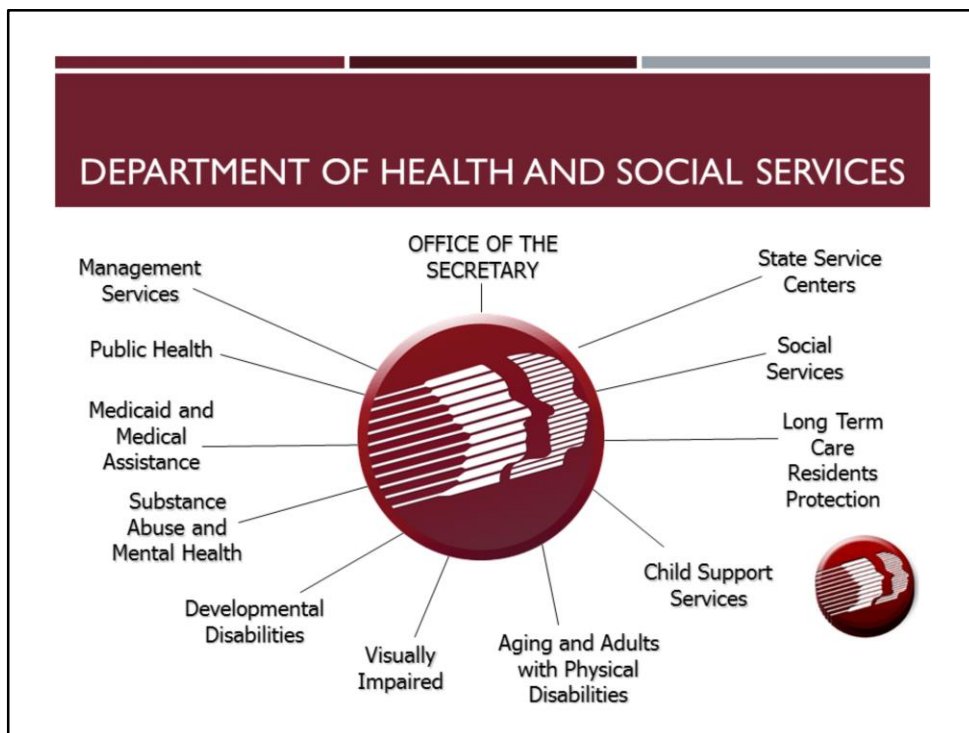 DEPARTMENT OF HEALTH AND SOCIAL SERVICES
OFFICE OF THE
SECRETARY
Management
Services
Public Health
Medicaid and
Medical
Assistance
Substance
Abuse and
Mental Health
Developmental
Disabilities
Visually
Impaired
Aging and Adults
with Physical
Disabilities
Child Support
Services
Long Term
Care
Residents
Protection
Social
Services
State Service
Centers